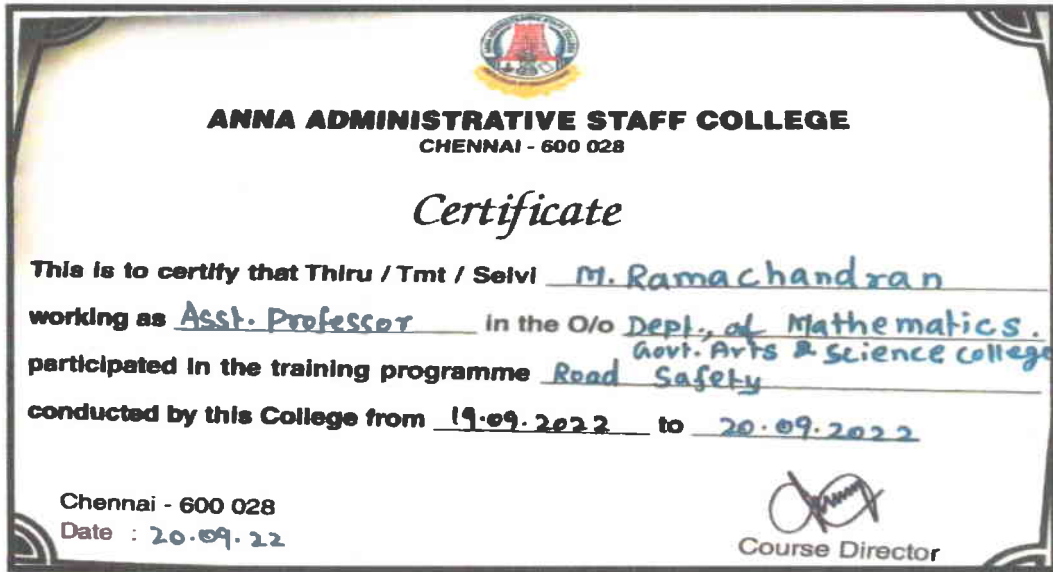 ANNA ADMINISTRATIVE STAFF COLLEGE
CHENNAI - 600 028
Certificate
This is to certify that Thiru / Tmt / Selvi M. Ramachandran
working as Asst. Professor in the O/o Dept., of Mathematics.
Govt. Arts & Science College
participated in the training programme Road Safety
conducted by this College from 19.09.2022 to 20.09.2022
Chennai - 600 028
Date : 20.09.22
Course Director